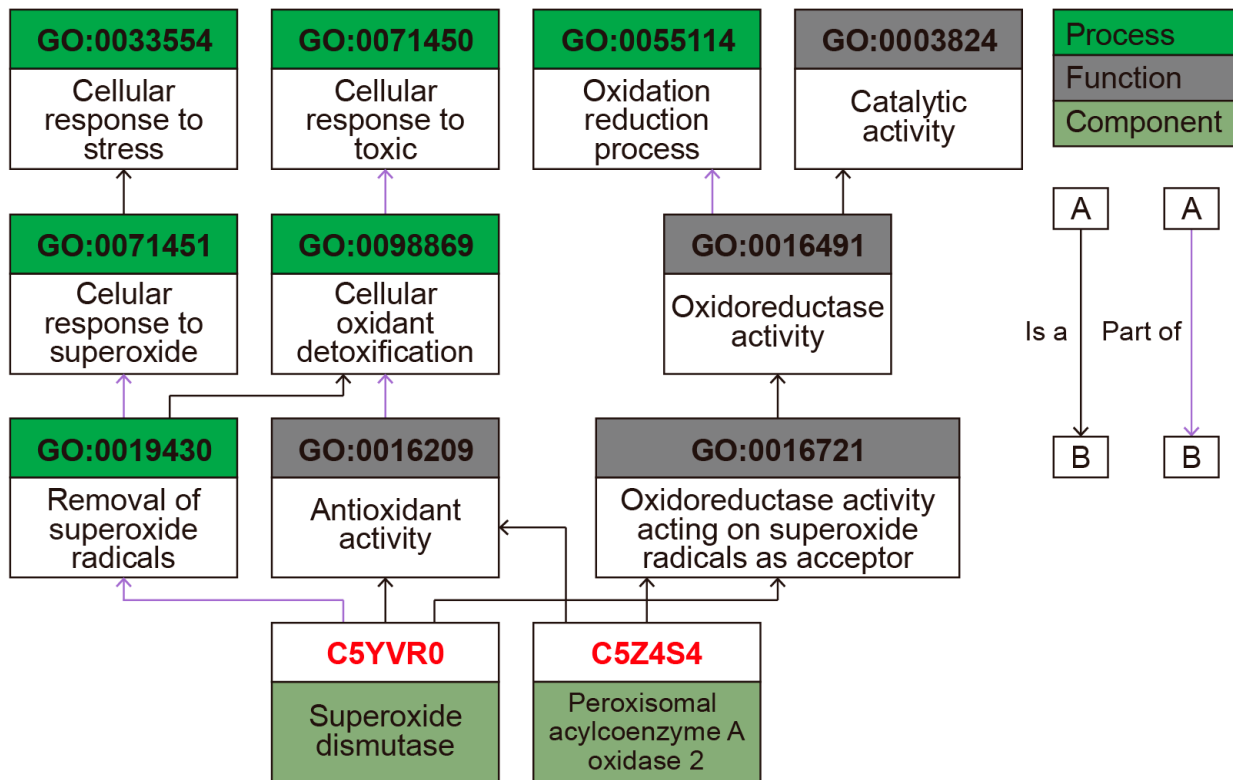 GO:0033554
Cellular
response to
stress
GO:0071450
Cellular
response to
toxic
GO:0055114
Oxidation
reduction
process
GO:0003824
Catalytic
activity
Process
Function
Component
GO:0071451
Celular
response to
superoxide
GO:0098869
Cellular
oxidant
detoxification
GO:0016491
Oxidoreductase
activity
A
A
Is a
Part of
B
B
GO:0019430
Removal of
superoxide
radicals
GO:0016209
Antioxidant
activity
GO:0016721
Oxidoreductase activity
acting on superoxide
radicals as acceptor
C5YVR0
Superoxide
dismutase
C5Z4S4
Peroxisomal
acylcoenzyme A
oxidase 2